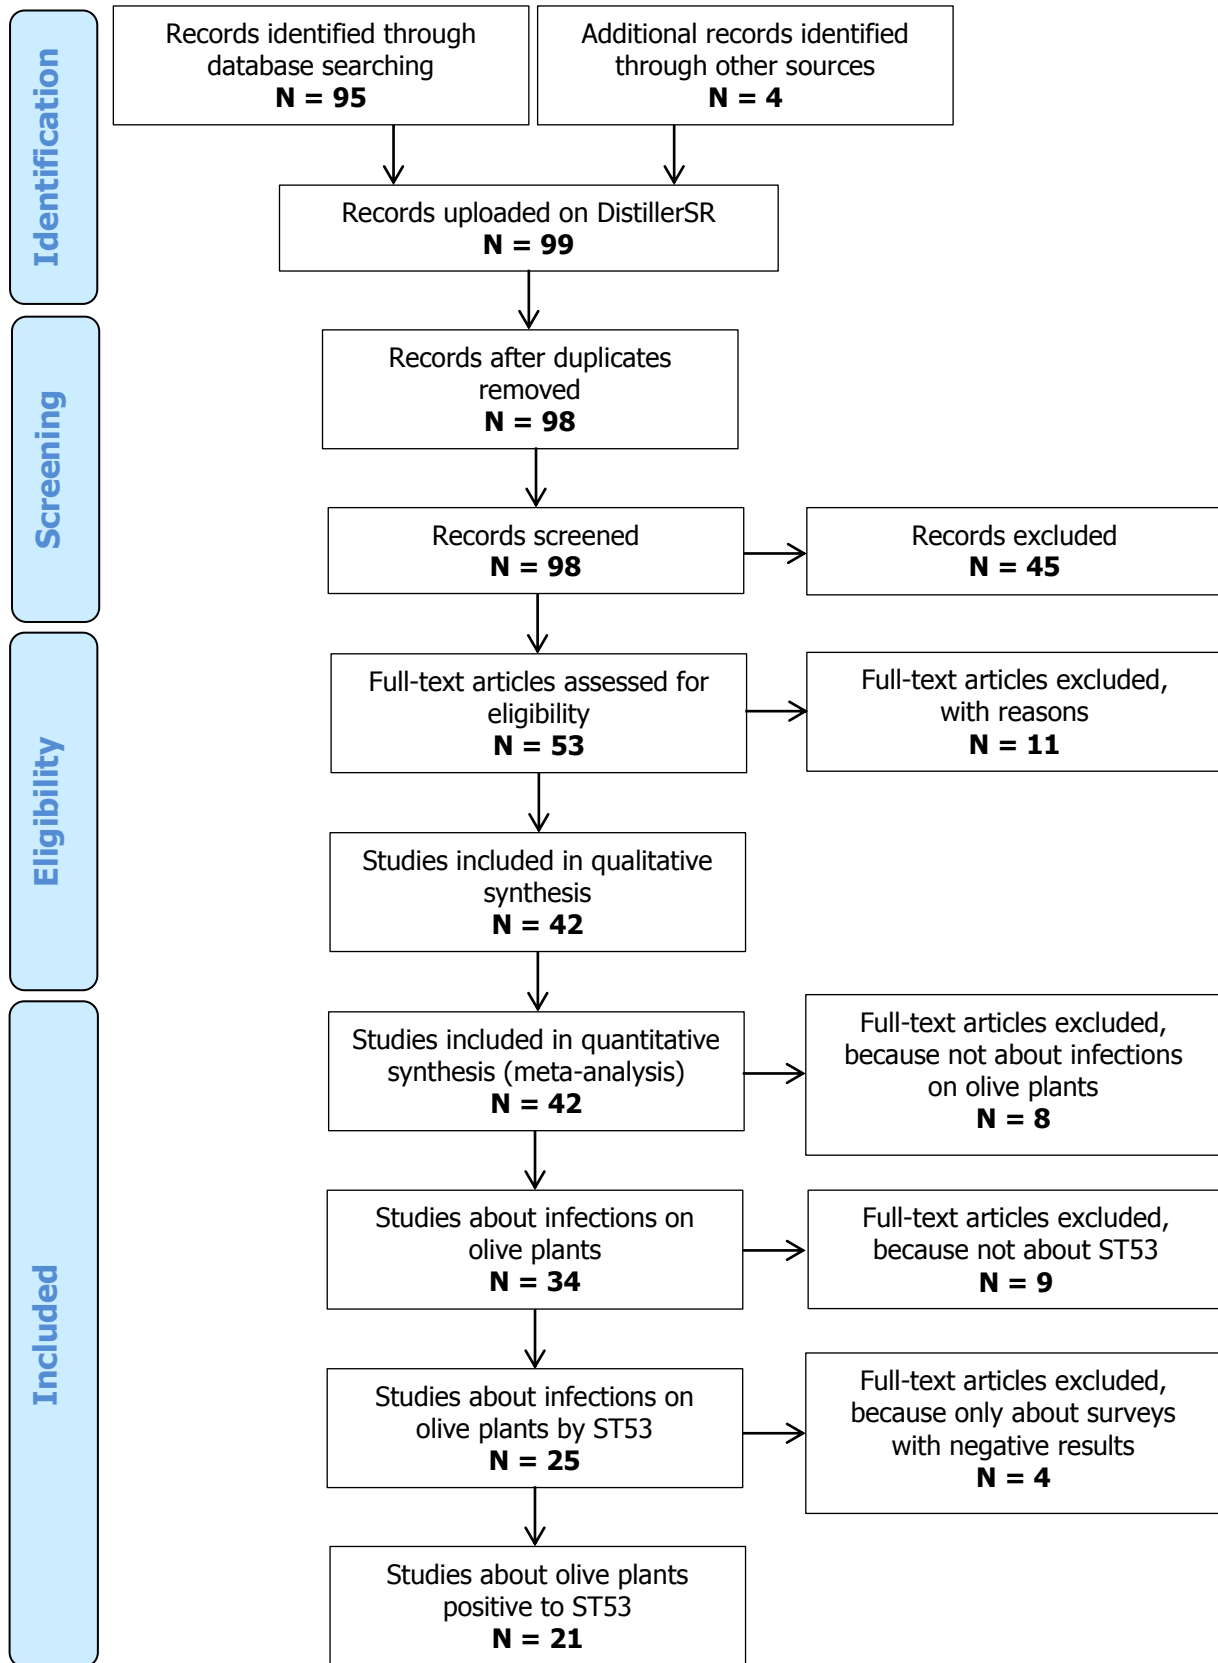 Identification
Records identified through
database searching
N = 95
Additional records identified
through other sources
N = 4
Records uploaded on DistillerSR
N = 99
Screening
Records after duplicates
removed
N = 98
Records screened
N = 98
Records excluded
N = 45
Eligibility
Full-text articles assessed for
eligibility
N = 53
Full-text articles excluded,
with reasons
N = 11
Studies included in qualitative
synthesis
N = 42
Included
Studies included in quantitative
synthesis (meta-analysis)
N = 42
Full-text articles excluded,
because not about infections
on olive plants
N = 8
Studies about infections on
olive plants
N = 34
Full-text articles excluded,
because not about ST53
N = 9
Studies about infections on
olive plants by ST53
N = 25
Full-text articles excluded,
because only about surveys
with negative results
N = 4
Studies about olive plants
positive to ST53
N = 21